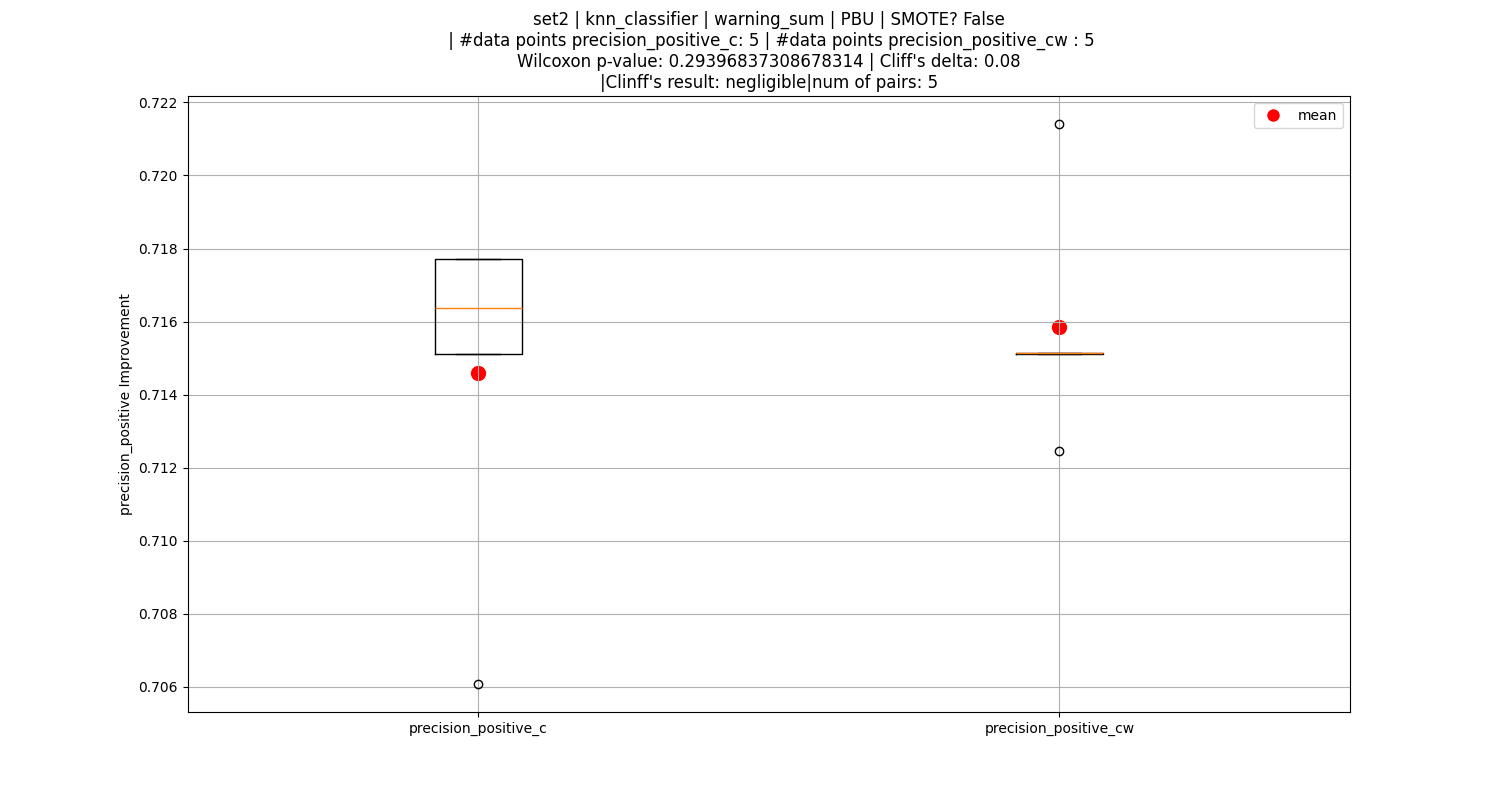 set2 | knn_classifier | warning_sum | PBU | SMOTE? False
| #data points precision_positive_c: 5 | #data points precision_positive_cw : 5
Wilcoxon p-value: 0.29396837308678314 | Cliff's delta: 0.08
|Clinff's result: negligible|num of pairs: 5
mean
0.722
0.720
0.718
0.716
0.714
0.712
0.710
0.708
0.706
precision_positive Improvement
precision_positive_c
precision_positive_cw